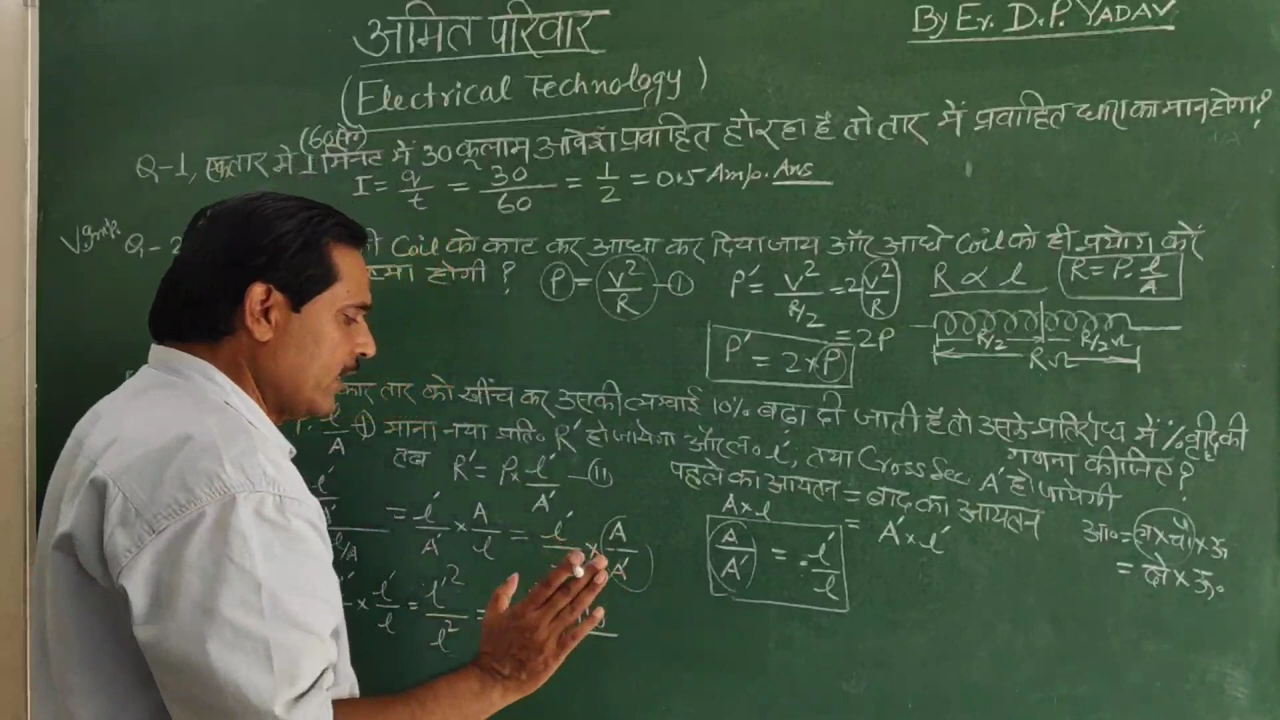 अमित परिवार
By Er. D.P. YADAV
(Electrical Technology)
(60 सेo)
Q-1, एक तार में 1 मिनट में 30 कूलाम आवेश प्रवाहित हो रहा है तो तार में प्रवाहित धारा का मान होगा?
I = q/t = 30/60 = 1/2 = 0.5 Amp. Ans
Q-2 Coil को काट कर आधा कर दिया जाय और आधे Coil को ही प्रयोग करें
होगी ? P = V²/R -① P′ = V²/R/2 = 2 V²/R R ∝ l R = ρ. l/A
= 2P
P′ = 2×P
R/2 R/2 Ω
R Ω
तार को खींच कर उसकी लम्बाई 10% बढ़ा दी जाती है तो उसके प्रतिरोध में % वृद्धि की
गणना कीजिए?
l/A -① माना नया प्रतिo R′ हो जायेगा और लo l′, तथा Cross Sec A′ हो जायेगी
तब R′ = ρ× l′/A′ -⑪ पहले का आयतन = बाद का आयतन
A×l = A′×l′
= l′/A′ × A/l = l′ × A/A′
A/A′ = l′/l
आo = × ऊ
= क्षे × ऊo
× l′/l = l′²/l² =